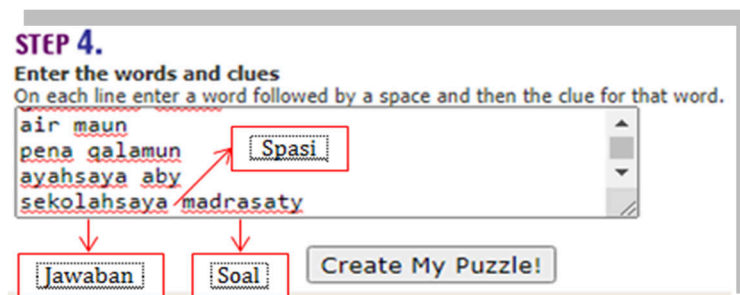 STEP 4.
Enter the words and clues
On each line enter a word followed by a space and then the clue for that word.
air maun
pena qalamun
ayahsaya aby
sekolahsaya madrasaty
Spasi
Jawaban
Soal
Create My Puzzle!